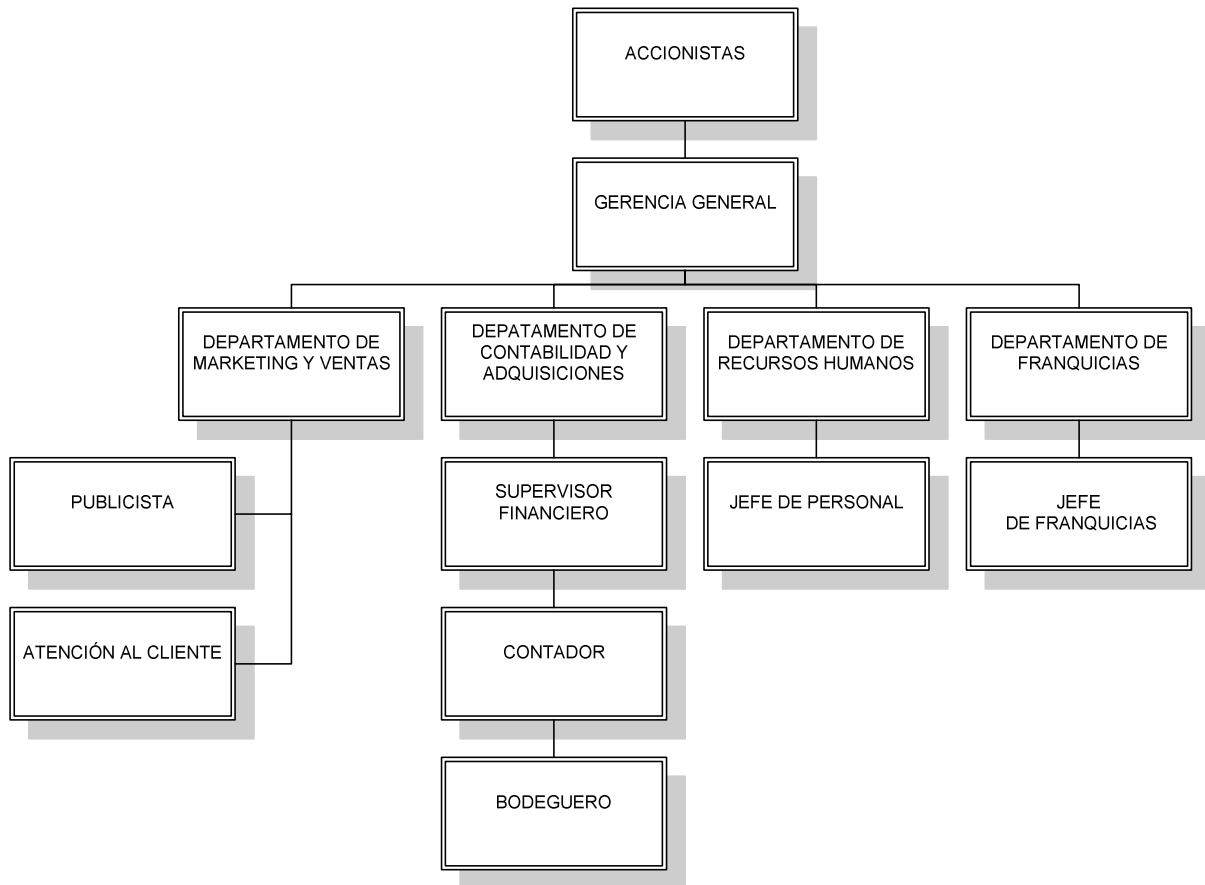 ACCIONISTAS
GERENCIA GENERAL
DEPARTAMENTO DE
MARKETING Y VENTAS
DEPATAMENTO DE
CONTABILIDAD Y
ADQUISICIONES
DEPARTAMENTO DE
RECURSOS HUMANOS
DEPARTAMENTO DE
FRANQUICIAS
PUBLICISTA
SUPERVISOR
FINANCIERO
JEFE DE PERSONAL
JEFE
DE FRANQUICIAS
ATENCIÓN AL CLIENTE
CONTADOR
BODEGUERO